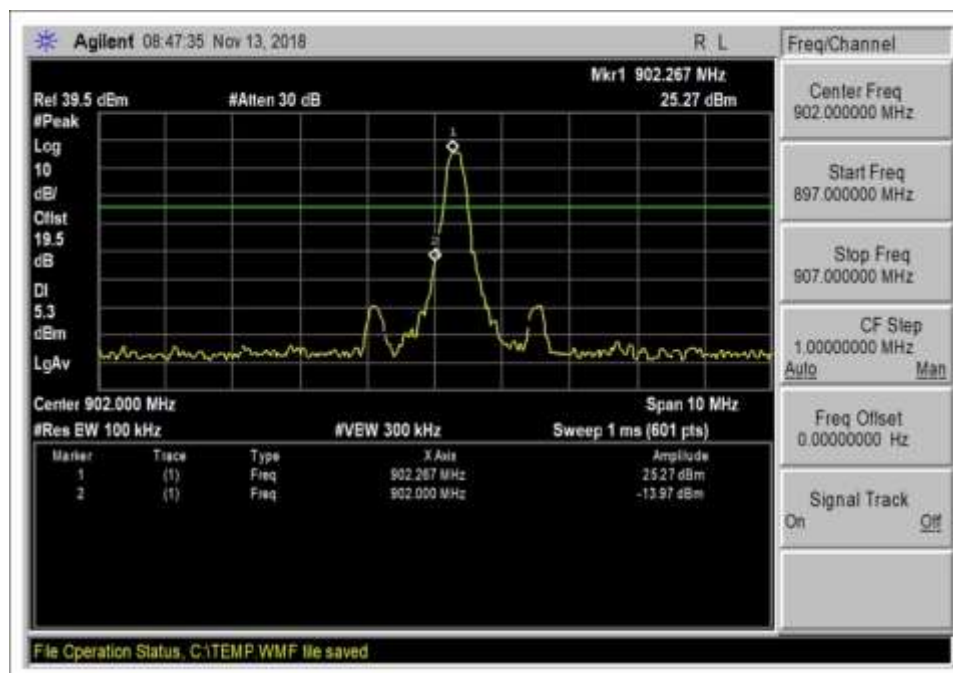 Agilent 08:47:35 Nov 13, 2018 R L
Mkr1 902.267 MHz
Ref 39.5 dBm #Atten 30 dB 25.27 dBm
#Peak
Log
10
dB/
Offst
19.5
dB
DI
5.3
dBm
LgAv
1
2
Center 902.000 MHz Span 10 MHz
#Res BW 100 kHz #VBW 300 kHz Sweep 1 ms (601 pts)
Marker Trace Type X Axis Amplitude
1 (1) Freq 902.267 MHz 25.27 dBm
2 (1) Freq 902.000 MHz -13.97 dBm
File Operation Status, C:\TEMP.WMF file saved
Freq/Channel
Center Freq
902.000000 MHz
Start Freq
897.000000 MHz
Stop Freq
907.000000 MHz
CF Step
1.00000000 MHz
Auto Man
Freq Offset
0.00000000 Hz
Signal Track
On Off